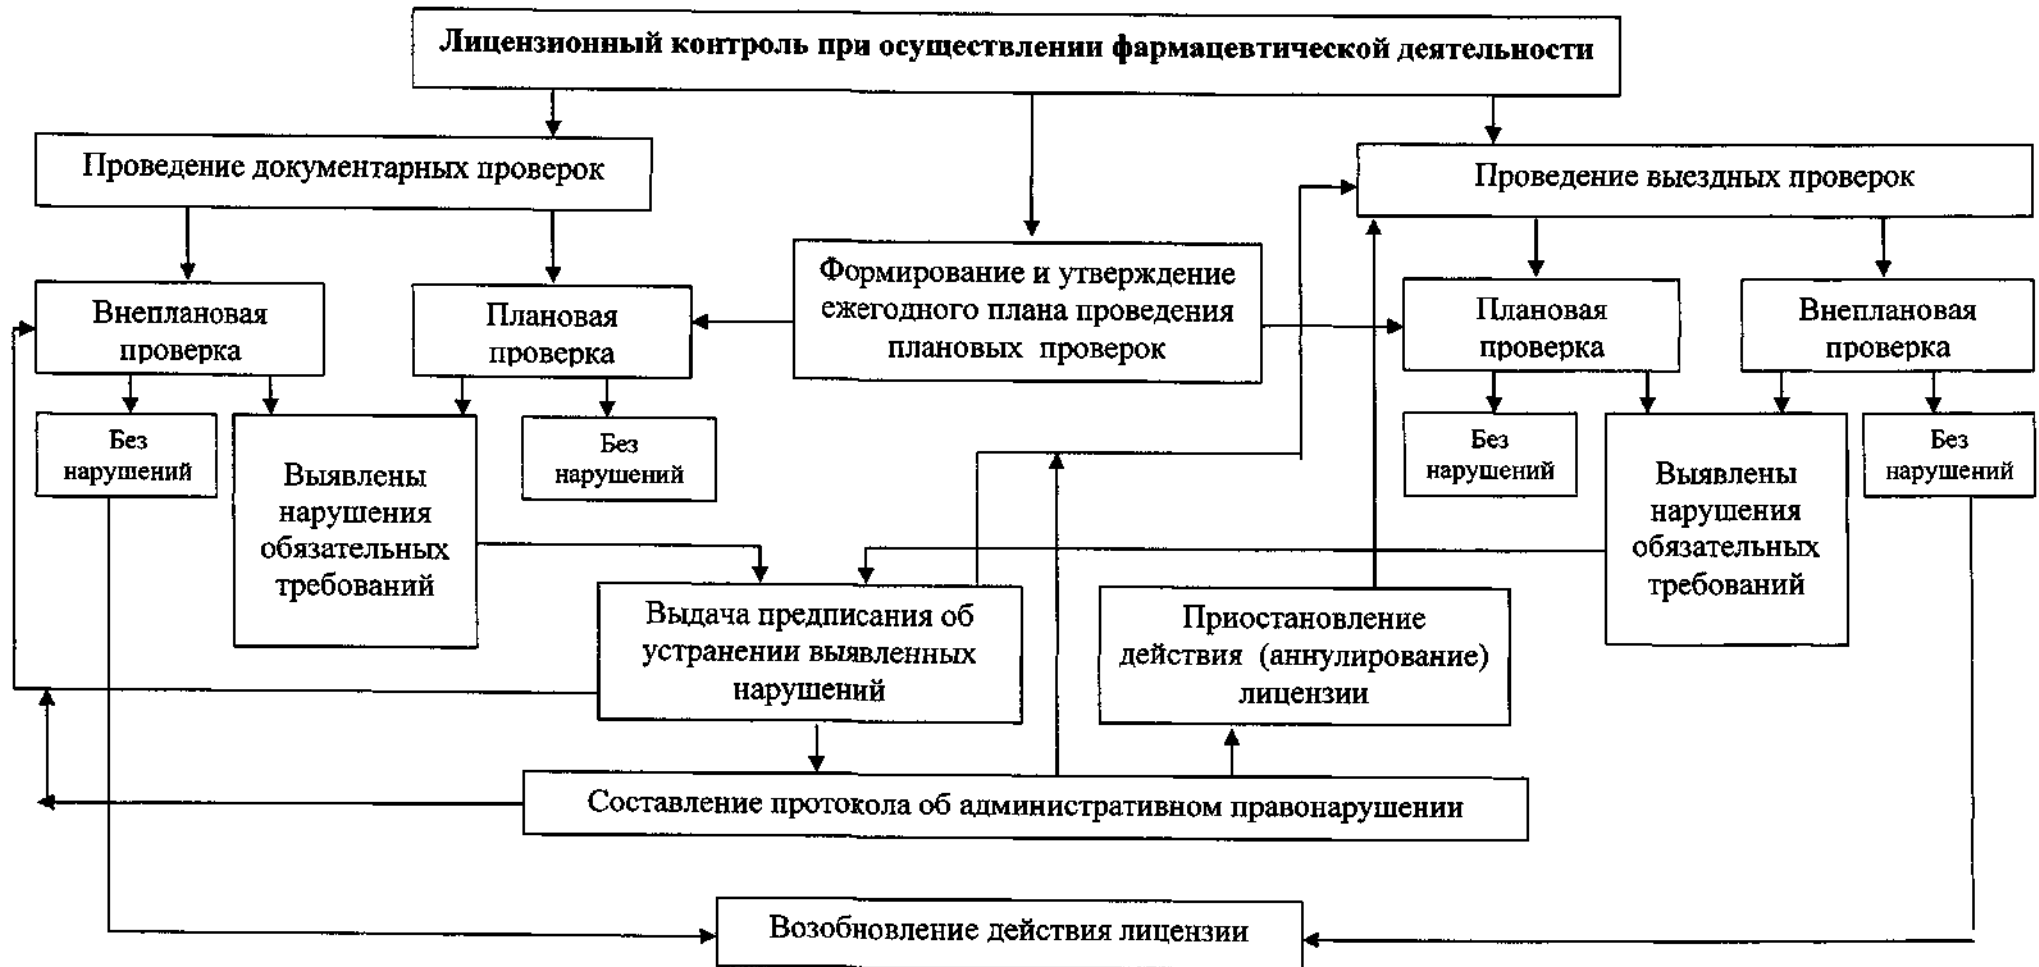 Лицензионный контроль при осуществлении фармацевтической деятельности
Проведение документарных проверок
Проведение выездных проверок
Формирование и утверждение
ежегодного плана проведения
плановых проверок
Внеплановая
проверка
Плановая
проверка
Плановая
проверка
Внеплановая
проверка
Без
нарушений
Выявлены
нарушения
обязательных
требований
Без
нарушений
Без
нарушений
Выявлены
нарушения
обязательных
требований
Без
нарушений
Выдача предписания об
устранении выявленных
нарушений
Приостановление
действия (аннулирование)
лицензии
Составление протокола об административном правонарушении
Возобновление действия лицензии